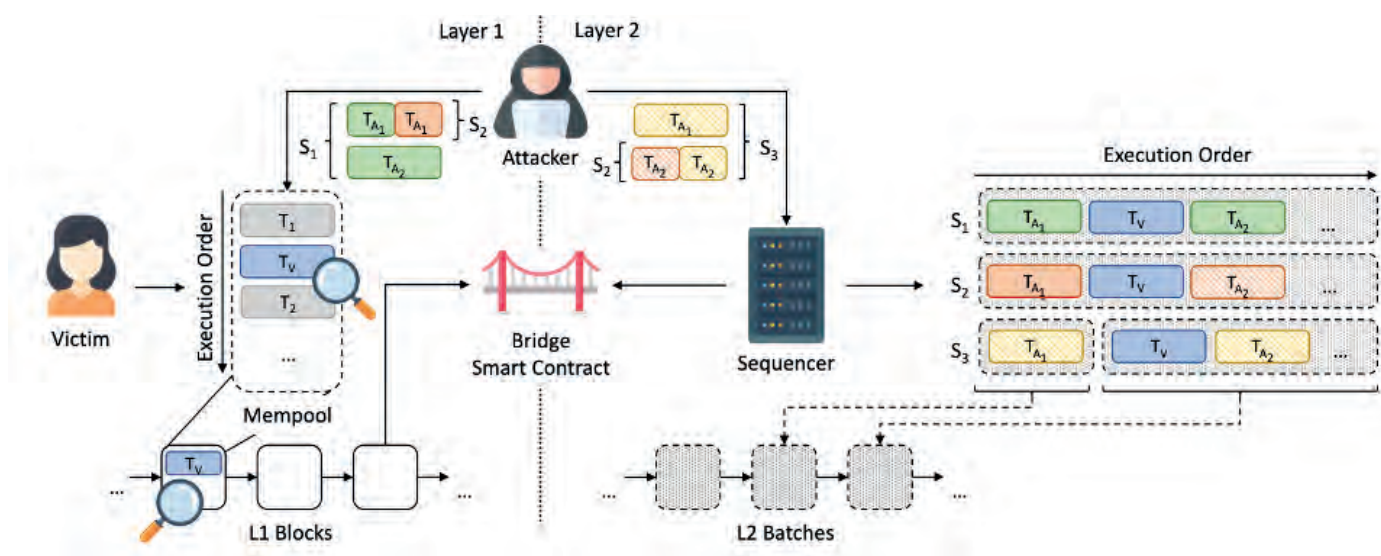 Layer 1
Layer 2
S1
TA1
TA1
S2
TA2
Attacker
TA1
S2
TA2
TA2
S3
Execution Order
T1
TV
T2
...
Execution Order
Victim
Mempool
Bridge
Smart Contract
Sequencer
Execution Order
S1
TA1
TV
TA2
...
S2
TA1
TV
TA2
...
S3
TA1
TV
TA2
...
...
TV
...
L1 Blocks
...
...
L2 Batches